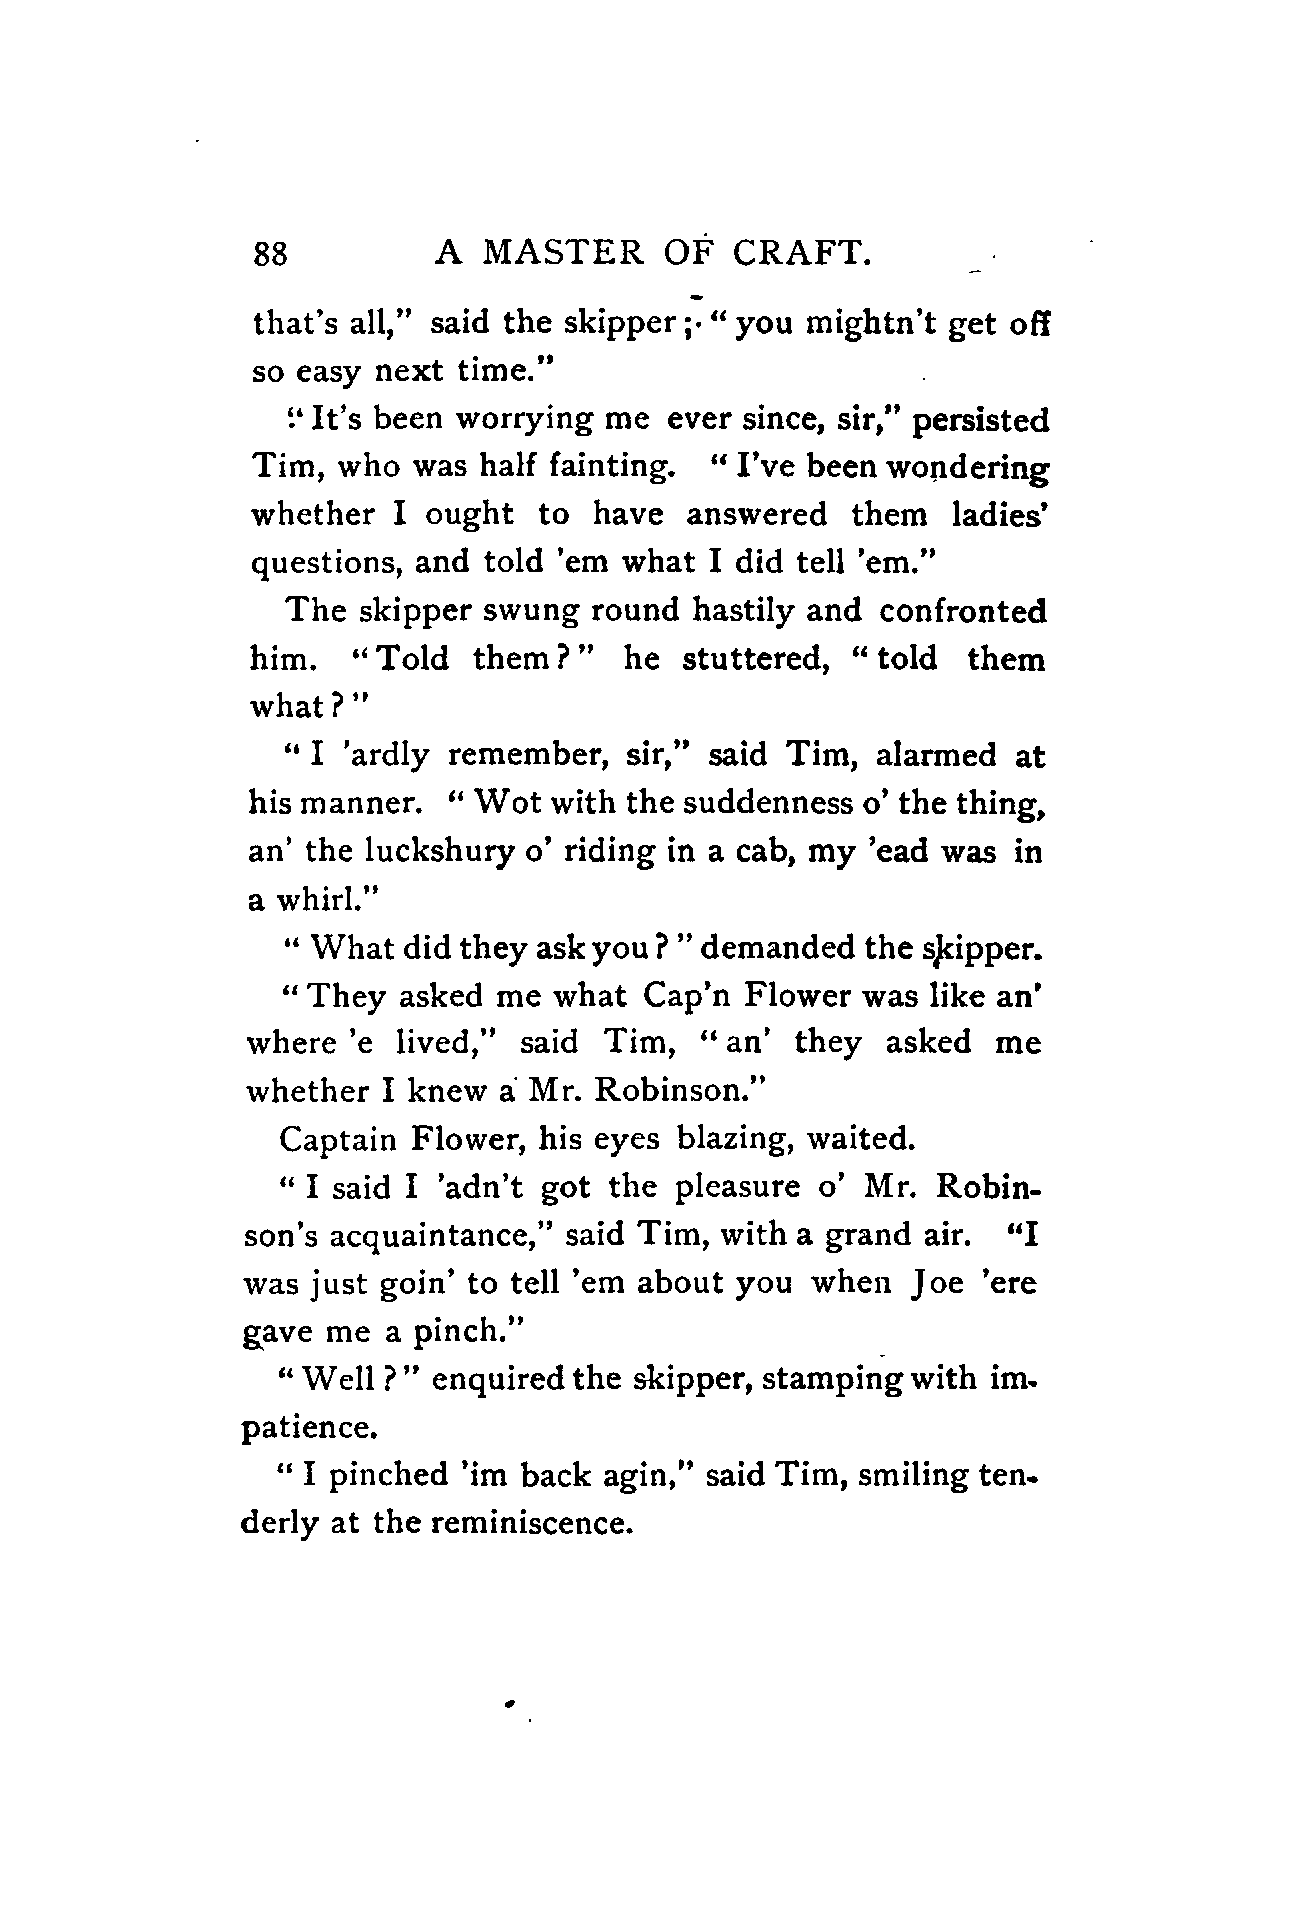 88 A MASTER OF CRAFT.
that's all," said the skipper; "you mightn't get off
so easy next time."
"It's been worrying me ever since, sir," persisted
Tim, who was half fainting. "I've been wondering
whether I ought to have answered them ladies'
questions, and told 'em what I did tell 'em."
The skipper swung round hastily and confronted
him. "Told them?" he stuttered, "told them
what?"
"I 'ardly remember, sir," said Tim, alarmed at
his manner. "Wot with the suddenness o' the thing,
an' the luckshury o' riding in a cab, my 'ead was in
a whirl."
"What did they ask you?" demanded the skipper.
"They asked me what Cap'n Flower was like an'
where 'e lived," said Tim, "an' they asked me
whether I knew a Mr. Robinson."
Captain Flower, his eyes blazing, waited.
"I said I 'adn't got the pleasure o' Mr. Robin-
son's acquaintance," said Tim, with a grand air. "I
was just goin' to tell 'em about you when Joe 'ere
gave me a pinch."
"Well?" enquired the skipper, stamping with im-
patience.
"I pinched 'im back agin," said Tim, smiling ten-
derly at the reminiscence.